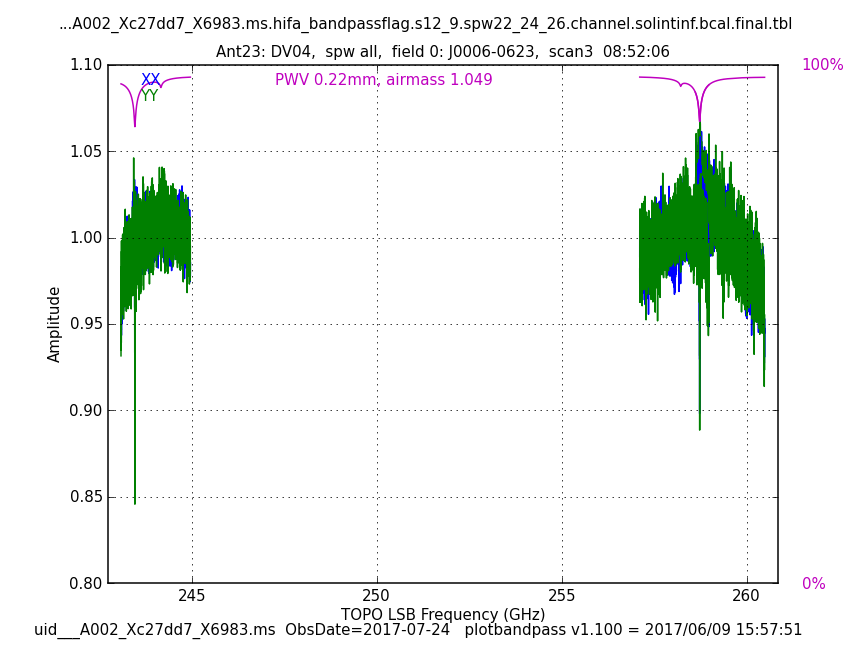 ...A002_Xc27dd7_X6983.ms.hifa_bandpassflag.s12_9.spw22_24_26.channel.solintinf.bcal.final.tbl
Ant23: DV04,  spw all,  field 0: J0006-0623,  scan3  08:52:06
1.10
100%
XX
PWV 0.22mm, airmass 1.049
YY
1.05
1.00
0.95
Amplitude
0.90
0.85
0.80
0%
245 250 255 260
TOPO LSB Frequency (GHz)
uid___A002_Xc27dd7_X6983.ms  ObsDate=2017-07-24   plotbandpass v1.100 = 2017/06/09 15:57:51